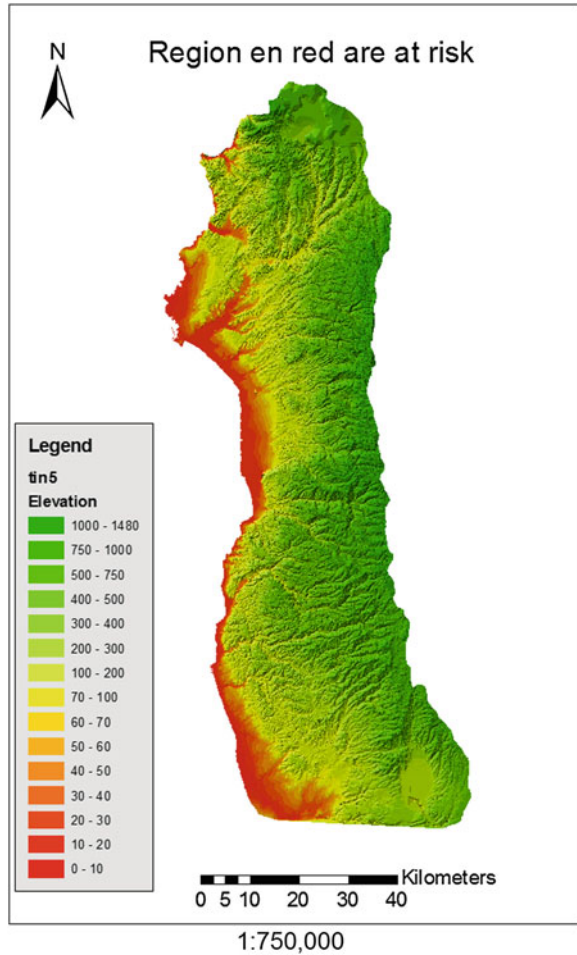 Region en red are at risk
N
Legend
tin5
Elevation
1000 - 1480
750 - 1000
500 - 750
400 - 500
300 - 400
200 - 300
100 - 200
70 - 100
60 - 70
50 - 60
40 - 50
30 - 40
20 - 30
10 - 20
0 - 10
Kilometers
0 5 10 20 30 40
1:750,000